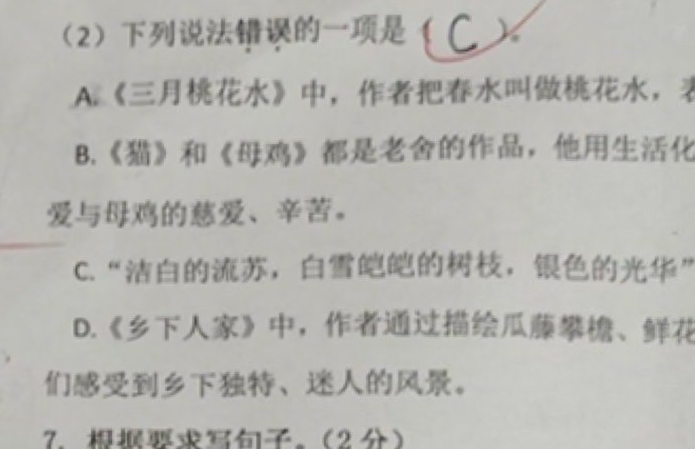 （2）下列说法错误的一项是（ C ）。
A.《三月桃花水》中，作者把春水叫做桃花水，
B.《猫》和《母鸡》都是老舍的作品，他用生活化
爱与母鸡的慈爱、辛苦。
C.“洁白的流苏，白雪皑皑的树枝，银色的光华”
D.《乡下人家》中，作者通过描绘瓜藤攀檐、鲜花
们感受到乡下独特、迷人的风景。
7. 根据要求写句子。（2分）